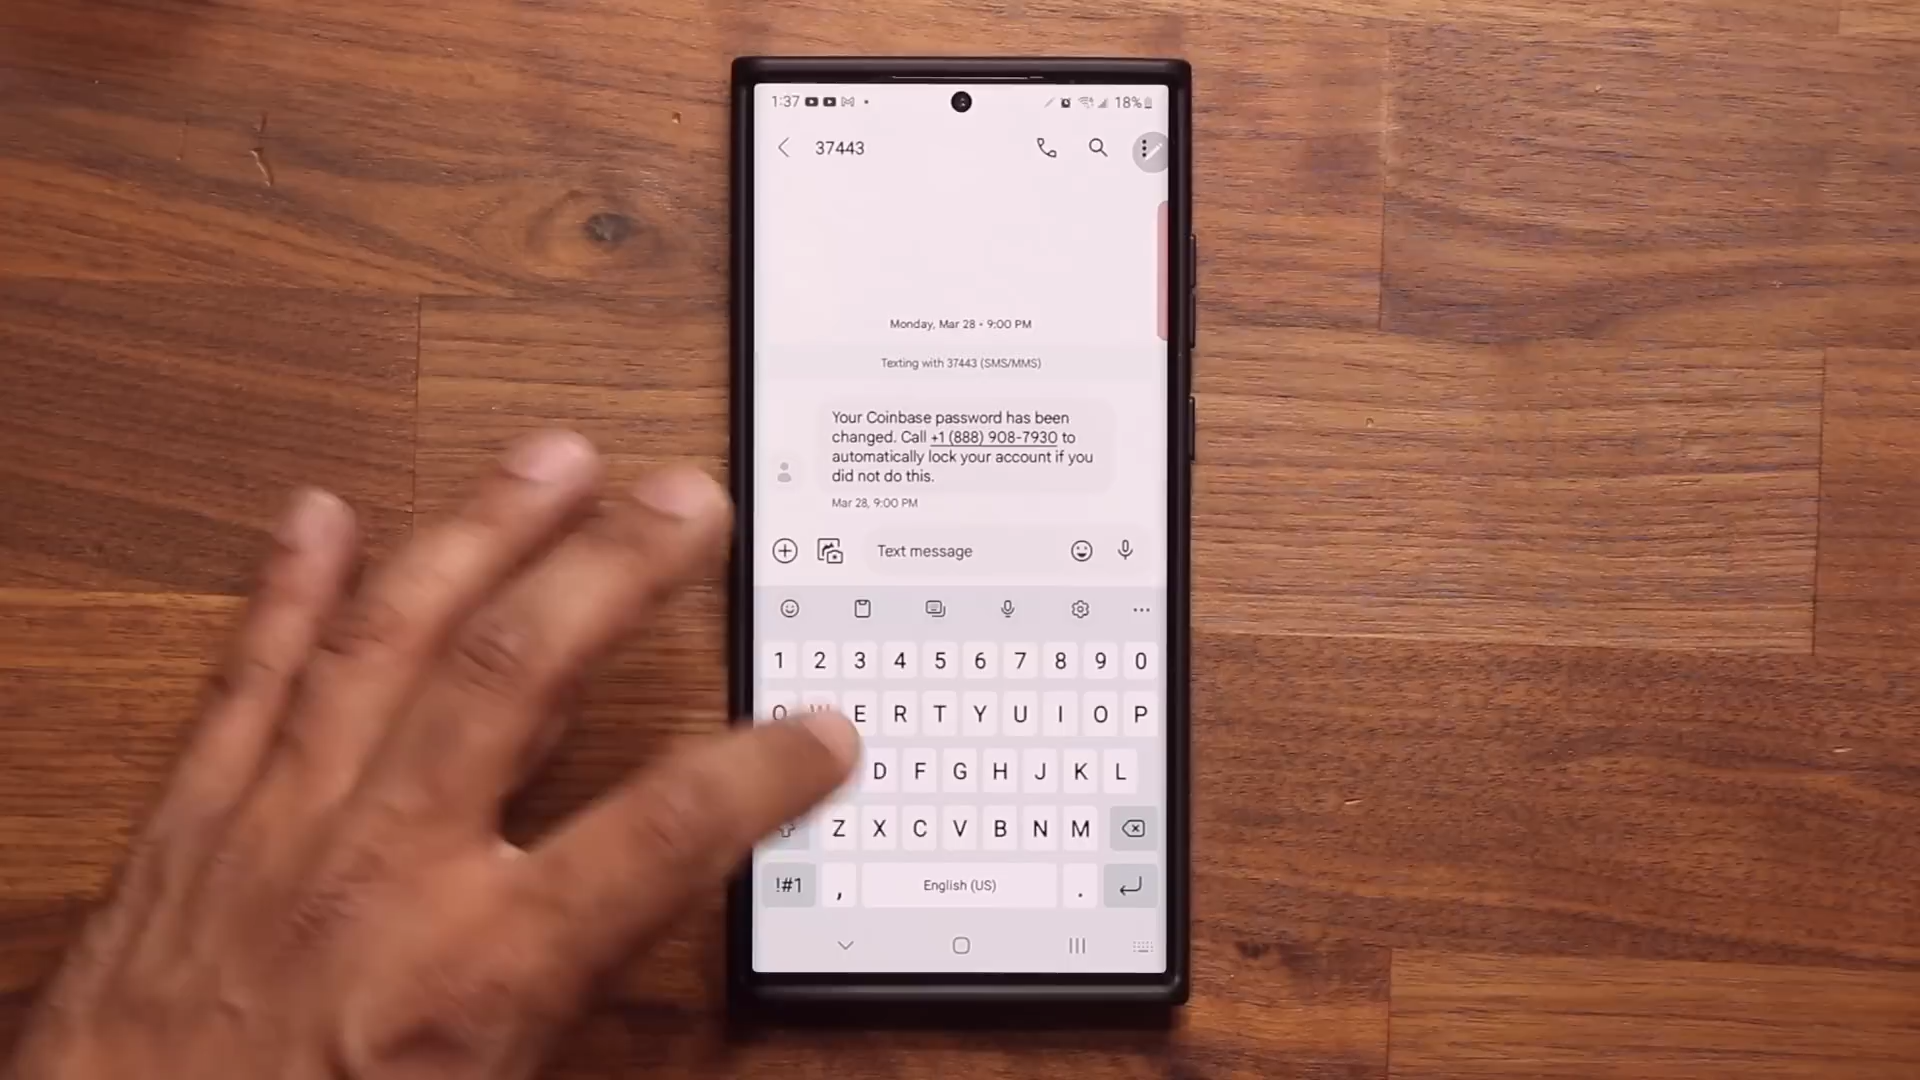 1:37
18%
37443
Monday, Mar 28 • 9:00 PM
Texting with 37443 (SMS/MMS)
Your Coinbase password has been
changed. Call +1 (888) 908-7930 to
automatically lock your account if you
did not do this.
Mar 28, 9:00 PM
Text message
1 2 3 4 5 6 7 8 9 0
Q W E R T Y U I O P
D F G H J K L
Z X C V B N M
!#1 , English (US) .